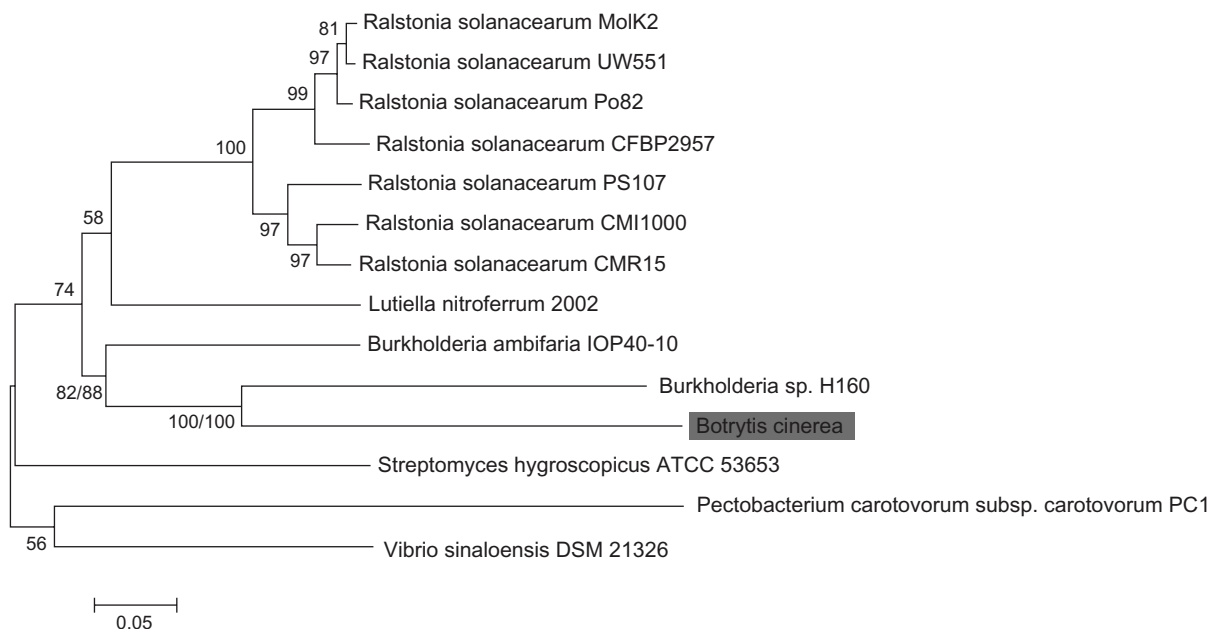 81 Ralstonia solanacearum MolK2
97 Ralstonia solanacearum UW551
99 Ralstonia solanacearum Po82
100 Ralstonia solanacearum CFBP2957
Ralstonia solanacearum PS107
58 97 Ralstonia solanacearum CMI1000
97 Ralstonia solanacearum CMR15
74 Lutiella nitroferrum 2002
Burkholderia ambifaria IOP40-10
82/88 Burkholderia sp. H160
100/100 Botrytis cinerea
Streptomyces hygroscopicus ATCC 53653
Pectobacterium carotovorum subsp. carotovorum PC1
56 Vibrio sinaloensis DSM 21326
0.05